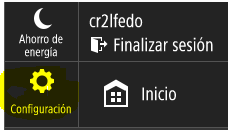 Ahorro de
energía
cr2lfedo
Finalizar sesión
Configuración
Inicio